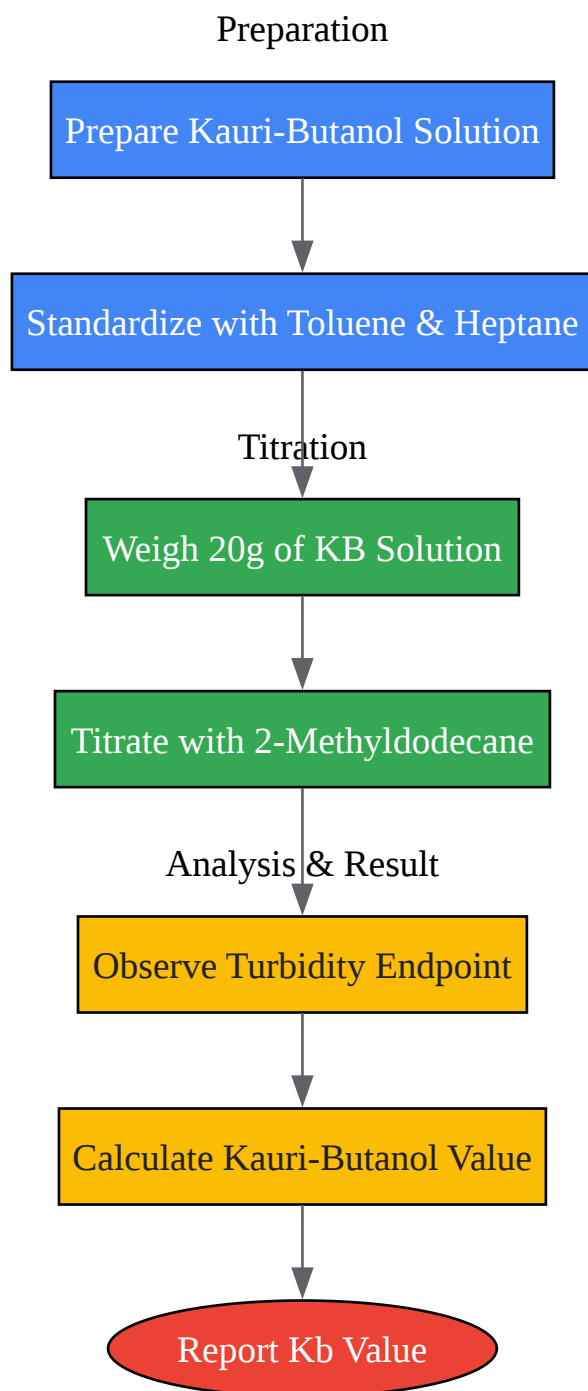 Preparation
Prepare Kauri-Butanol Solution
Standardize with Toluene & Heptane
Titration
Weigh 20g of KB Solution
Titrate with 2-Methyldodecane
Analysis & Result
Observe Turbidity Endpoint
Calculate Kauri-Butanol Value
Report Kb Value